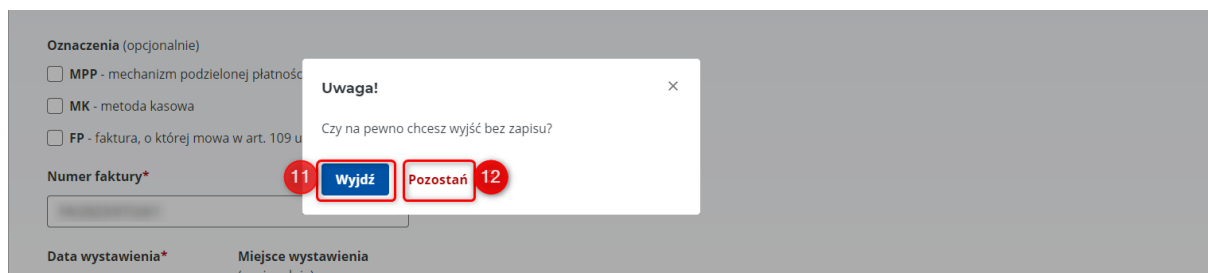 Oznaczenia (opcjonalnie)
MPP - mechanizm podzielonej płatnośc
MK - metoda kasowa
FP - faktura, o której mowa w art. 109 u
Numer faktury*
Data wystawienia*
Miejsce wystawienia
Uwaga!
×
Czy na pewno chcesz wyjść bez zapisu?
11
Wyjdź
Pozostań
12